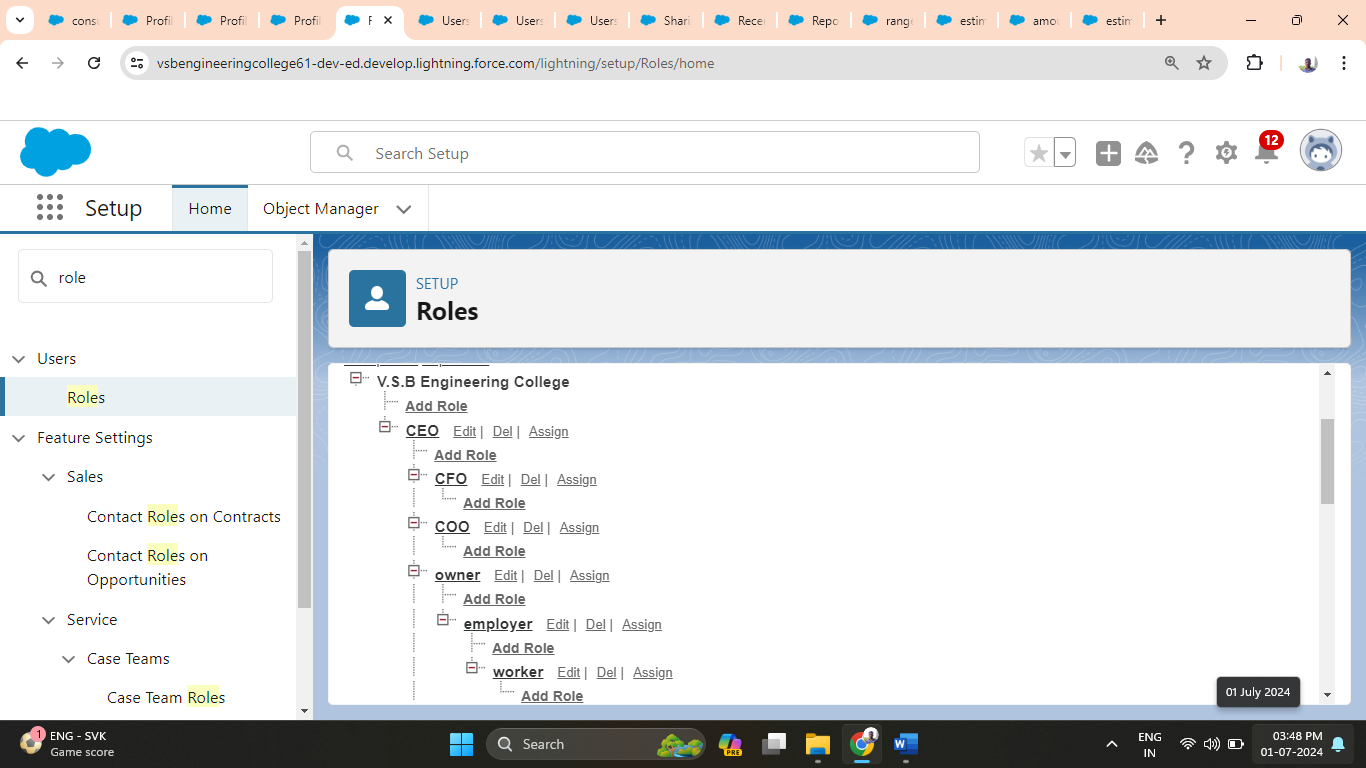 consu
Profil
Profil
Profil
Users
Users
Users
Shari
Rece
Repo
range
estim
amou
estim
vsbengineeringcollege61-dev-ed.develop.lightning.force.com/lightning/setup/Roles/home
Search Setup
12
Setup
Home
Object Manager
role
Users
Roles
Feature Settings
Sales
Contact Roles on Contracts
Contact Roles on
Opportunities
Service
Case Teams
Case Team Roles
SETUP
Roles
V.S.B Engineering College
Add Role
CEO Edit | Del | Assign
Add Role
CFO Edit | Del | Assign
Add Role
COO Edit | Del | Assign
Add Role
owner Edit | Del | Assign
Add Role
employer Edit | Del | Assign
Add Role
worker Edit | Del | Assign
Add Role
01 July 2024
1
ENG - SVK
Game score
Search
ENG
IN
03:48 PM
01-07-2024